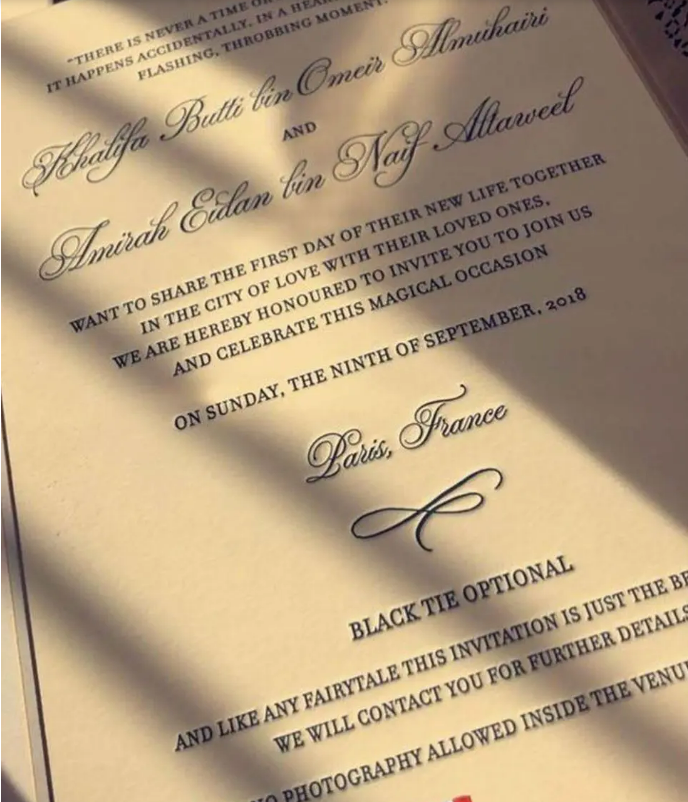 "THERE IS NEVER A TIME
IT HAPPENS ACCIDENTALLY, IN A
FLASHING, THROBBING MOMENT.
Khalifa Butti bin Omeir Almuhairi
AND
Amirah Eidan bin Naif Altaweel
WANT TO SHARE THE FIRST DAY OF THEIR NEW LIFE TOGETHER
IN THE CITY OF LOVE WITH THEIR LOVED ONES,
WE ARE HEREBY HONOURED TO INVITE YOU TO JOIN US
AND CELEBRATE THIS MAGICAL OCCASION
ON SUNDAY, THE NINTH OF SEPTEMBER, 2018
Paris, France
BLACK TIE OPTIONAL
AND LIKE ANY FAIRYTALE THIS INVITATION IS JUST THE
WE WILL CONTACT YOU FOR FURTHER DETAILS
NO PHOTOGRAPHY ALLOWED INSIDE THE VENU